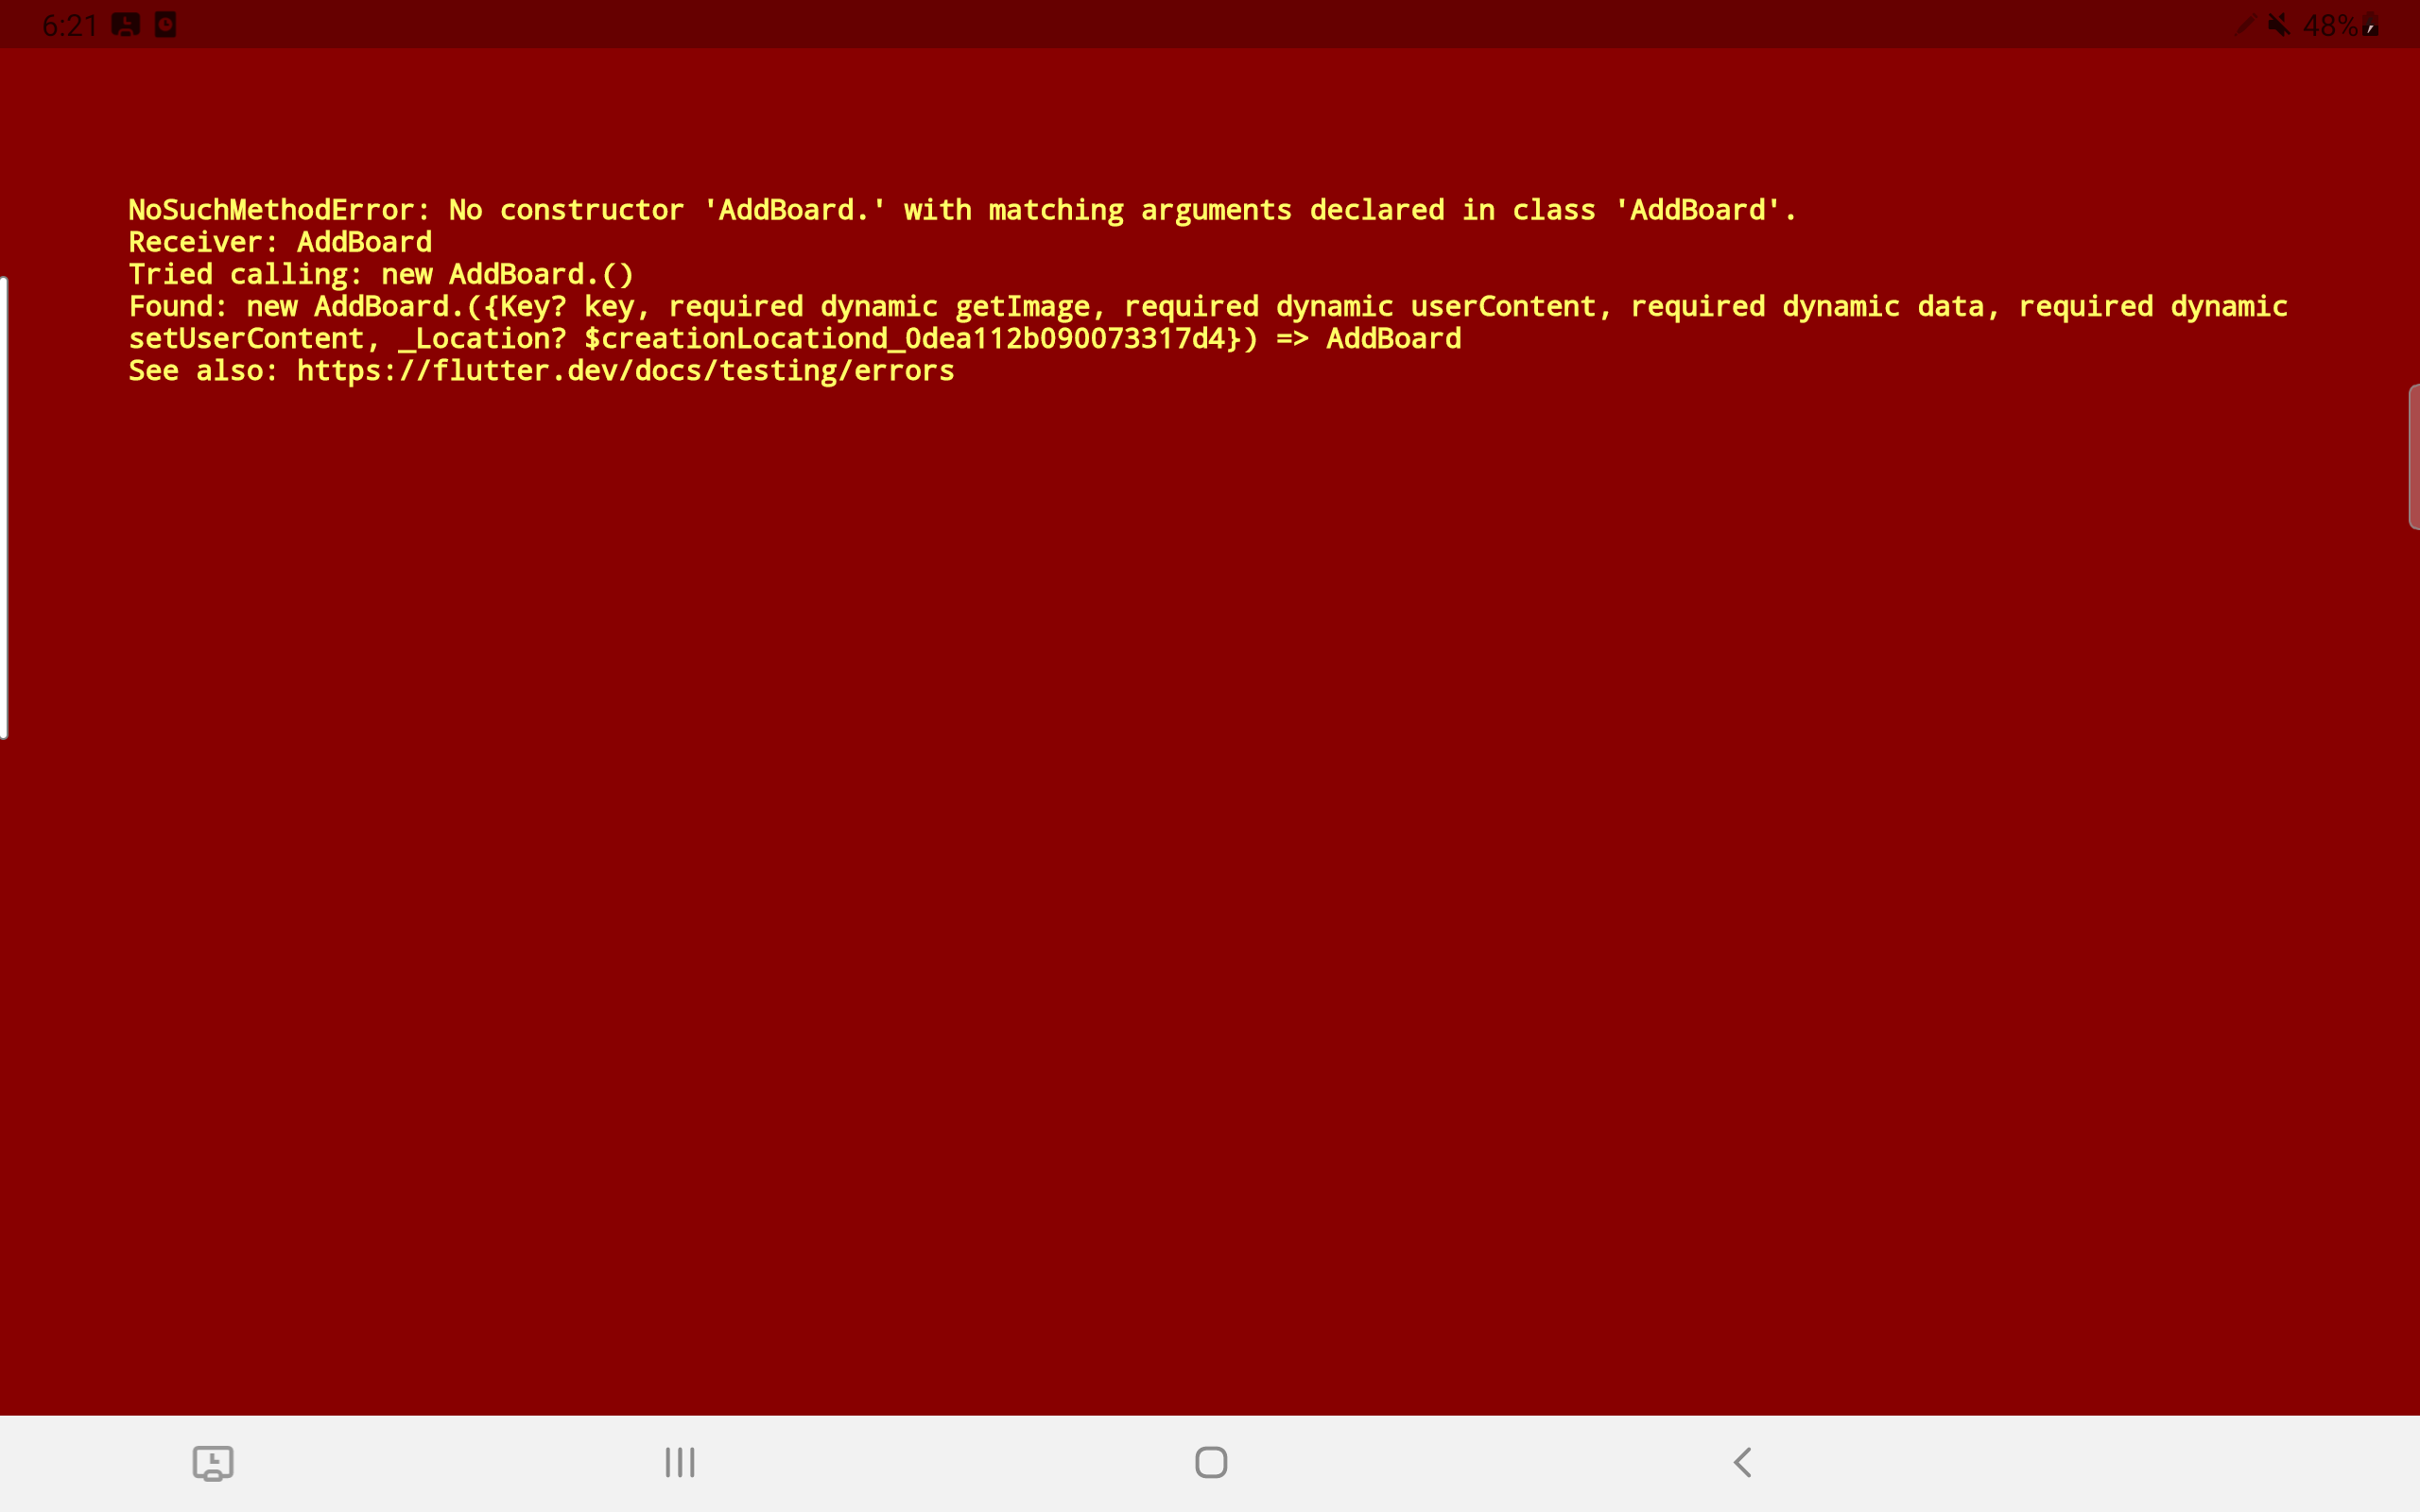 6:21
48%
NoSuchMethodError: No constructor 'AddBoard.' with matching arguments declared in class 'AddBoard'.
Receiver: AddBoard
Tried calling: new AddBoard.()
Found: new AddBoard.({Key? key, required dynamic getImage, required dynamic userContent, required dynamic data, required dynamic
setUserContent, _Location? $creationLocationd_0dea112b090073317d4}) => AddBoard
See also: https://flutter.dev/docs/testing/errors